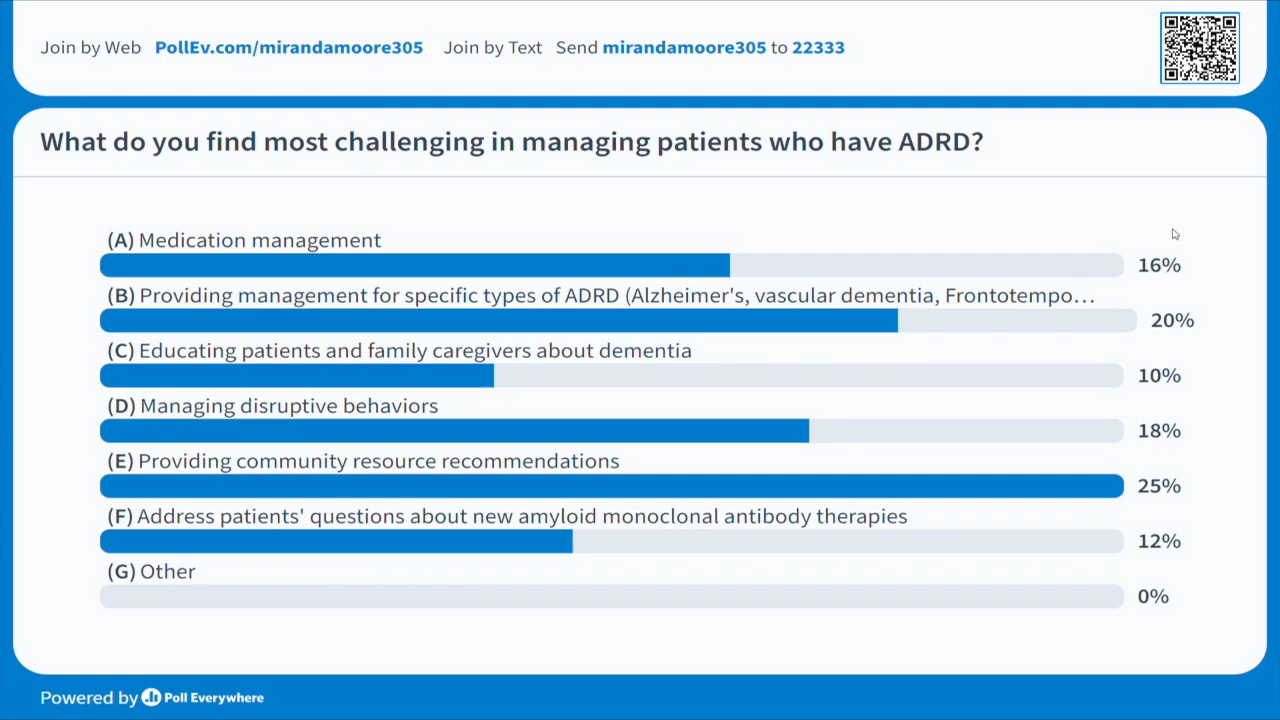 Join by Web PollEv.com/mirandamoore305 Join by Text Send mirandamoore305 to 22333
What do you find most challenging in managing patients who have ADRD?
(A) Medication management
16%
(B) Providing management for specific types of ADRD (Alzheimer's, vascular dementia, Frontotempo…
20%
(C) Educating patients and family caregivers about dementia
10%
(D) Managing disruptive behaviors
18%
(E) Providing community resource recommendations
25%
(F) Address patients' questions about new amyloid monoclonal antibody therapies
12%
(G) Other
0%
Powered by Poll Everywhere